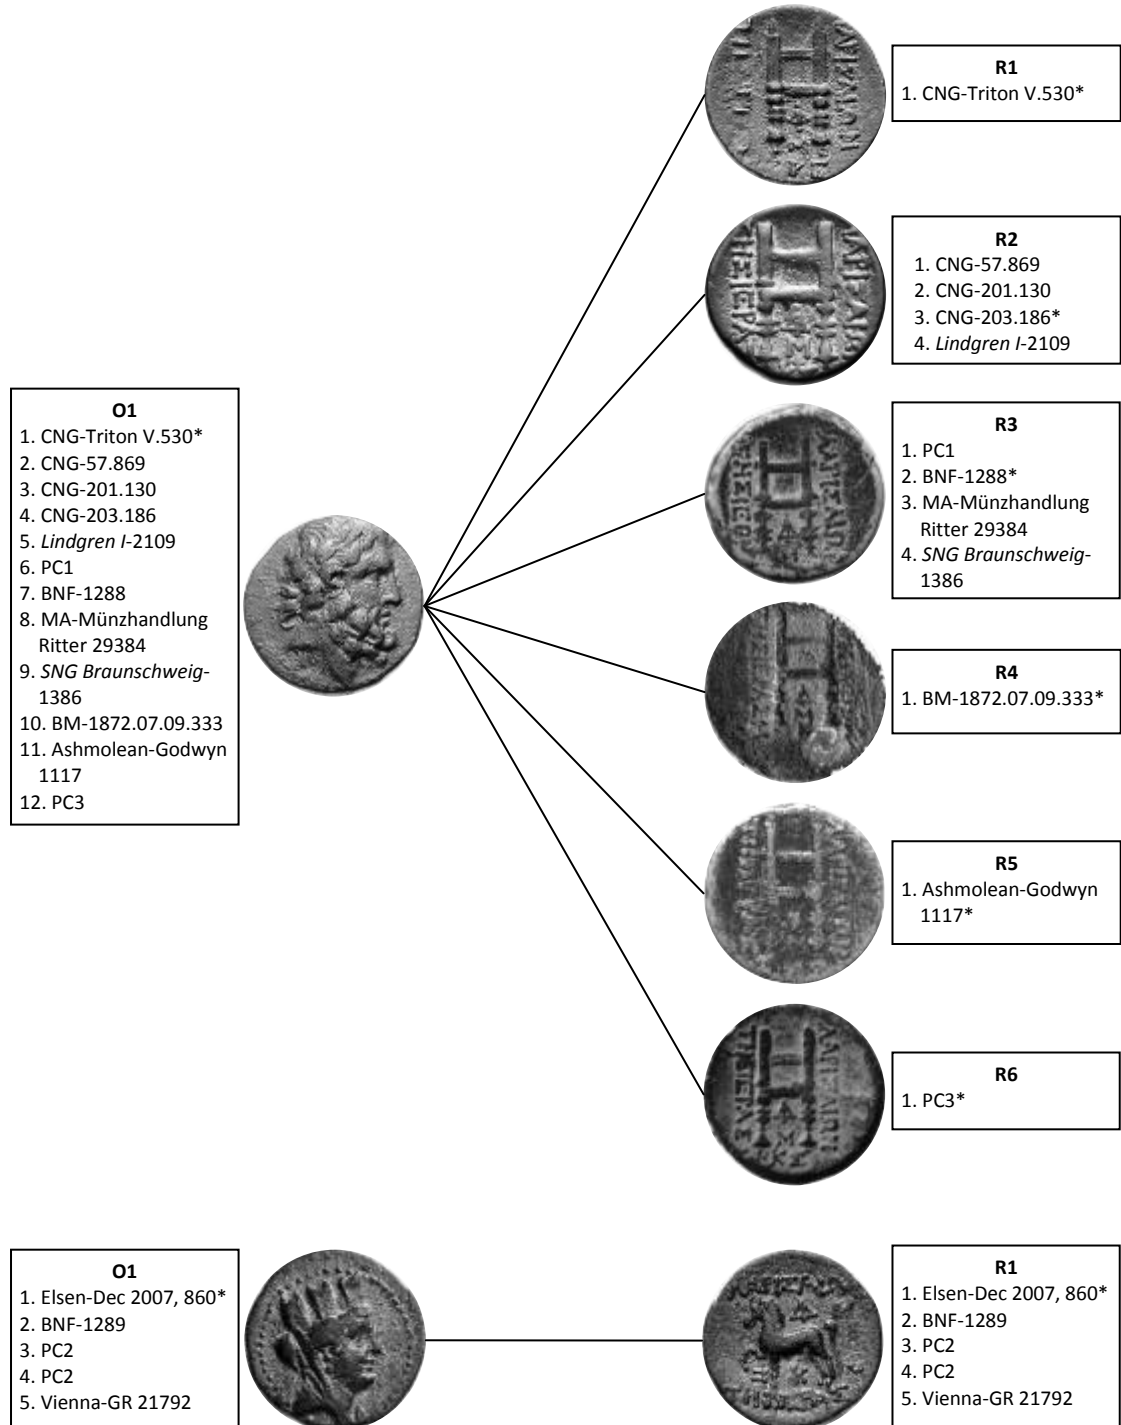 R1
1. CNG-Triton V.530*
R2
1. CNG-57.869
2. CNG-201.130
3. CNG-203.186*
4. Lindgren I-2109
O1
1. CNG-Triton V.530*
2. CNG-57.869
3. CNG-201.130
4. CNG-203.186
5. Lindgren I-2109
6. PC1
7. BNF-1288
8. MA-Münzhandlung
Ritter 29384
9. SNG Braunschweig-
1386
10. BM-1872.07.09.333
11. Ashmolean-Godwyn
1117
12. PC3
R3
1. PC1
2. BNF-1288*
3. MA-Münzhandlung
Ritter 29384
4. SNG Braunschweig-
1386
R4
1. BM-1872.07.09.333*
R5
1. Ashmolean-Godwyn
1117*
R6
1. PC3*
O1
1. Elsen-Dec 2007, 860*
2. BNF-1289
3. PC2
4. PC2
5. Vienna-GR 21792
R1
1. Elsen-Dec 2007, 860*
2. BNF-1289
3. PC2
4. PC2
5. Vienna-GR 21792